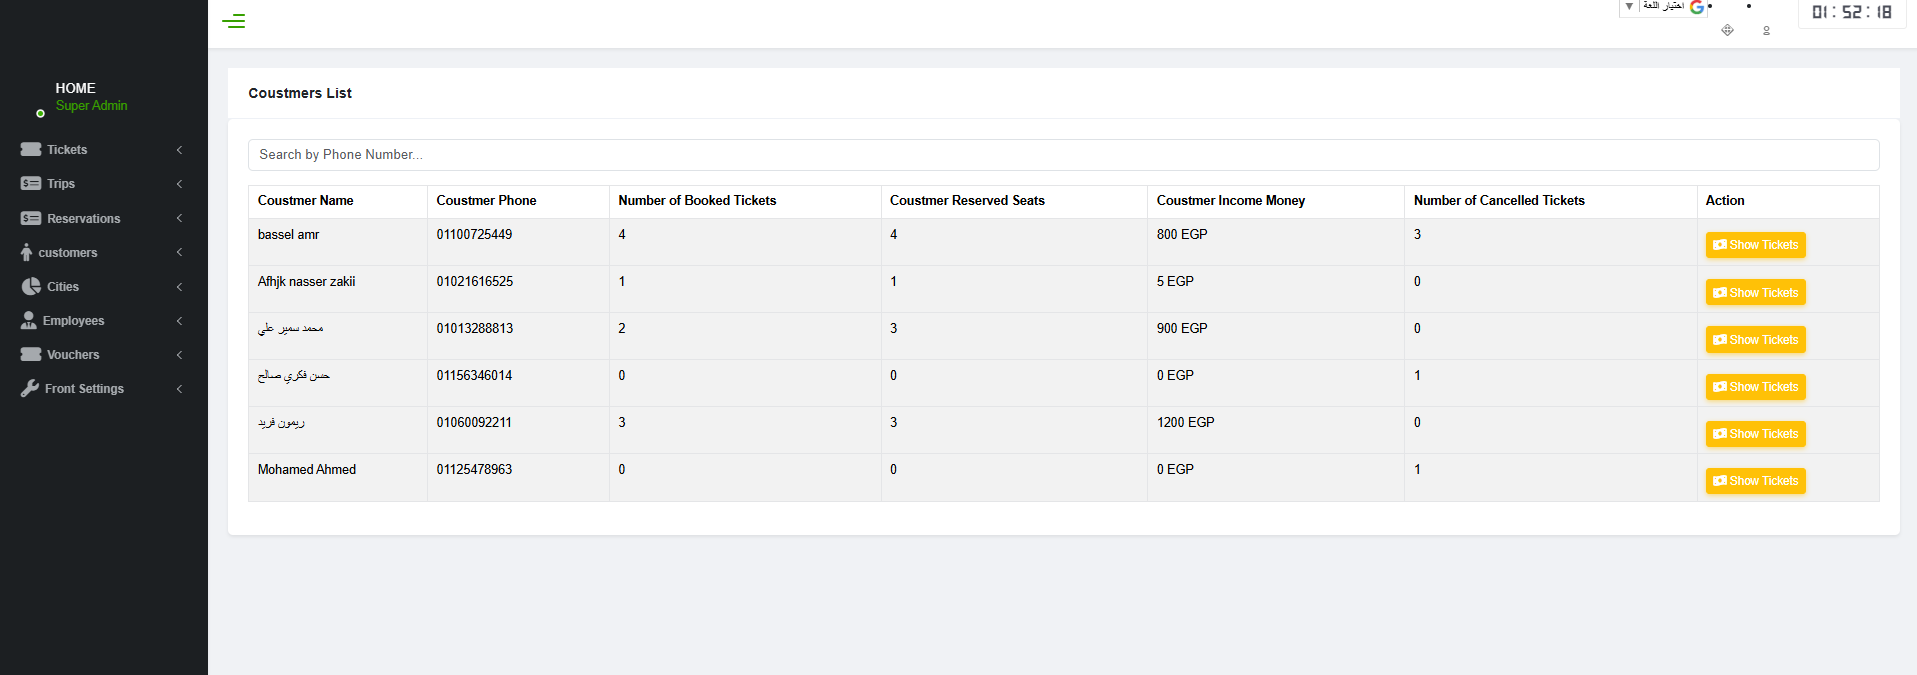 اختيار اللغة
01:52:18
HOME
Super Admin
Tickets
Trips
Reservations
customers
Cities
Employees
Vouchers
Front Settings
Coustmers List
Search by Phone Number...
Coustmer Name Coustmer Phone Number of Booked Tickets Coustmer Reserved Seats Coustmer Income Money Number of Cancelled Tickets Action
bassel amr 01100725449 4 4 800 EGP 3 Show Tickets
Afhjk nasser zakii 01021616525 1 1 5 EGP 0 Show Tickets
محمد سمير علي 01013288813 2 3 900 EGP 0 Show Tickets
حسن فكري صالح 01156346014 0 0 0 EGP 1 Show Tickets
ريمون فريد 01060092211 3 3 1200 EGP 0 Show Tickets
Mohamed Ahmed 01125478963 0 0 0 EGP 1 Show Tickets